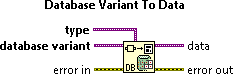 Database Variant To Data
type
database variant
data
DB
error in
error out